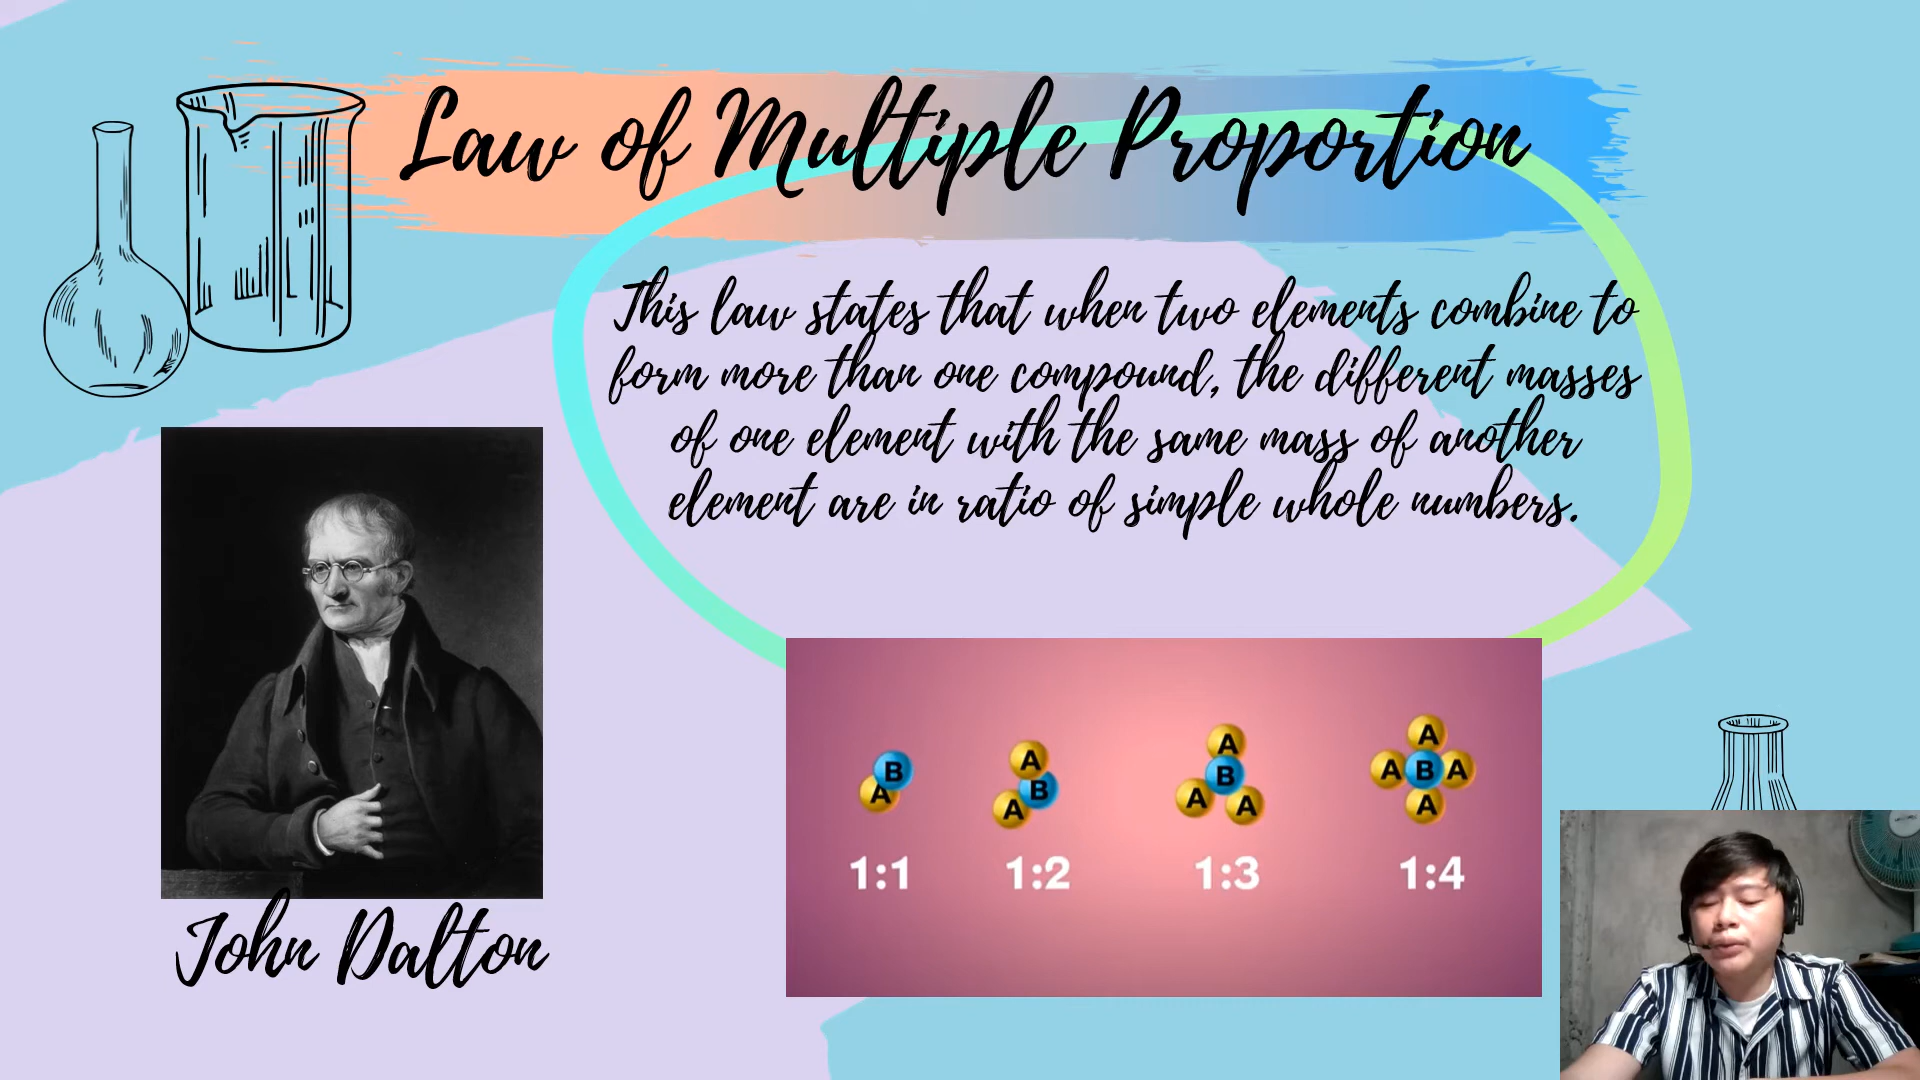 Law of Multiple Proportion
This law states that when two elements combine to
form more than one compound, the different masses
of one element with the same mass of another
element are in ratio of simple whole numbers.
John Dalton
B
A
A
B
A
A
B
A
A
A
A
B
A
A
1:1
1:2
1:3
1:4